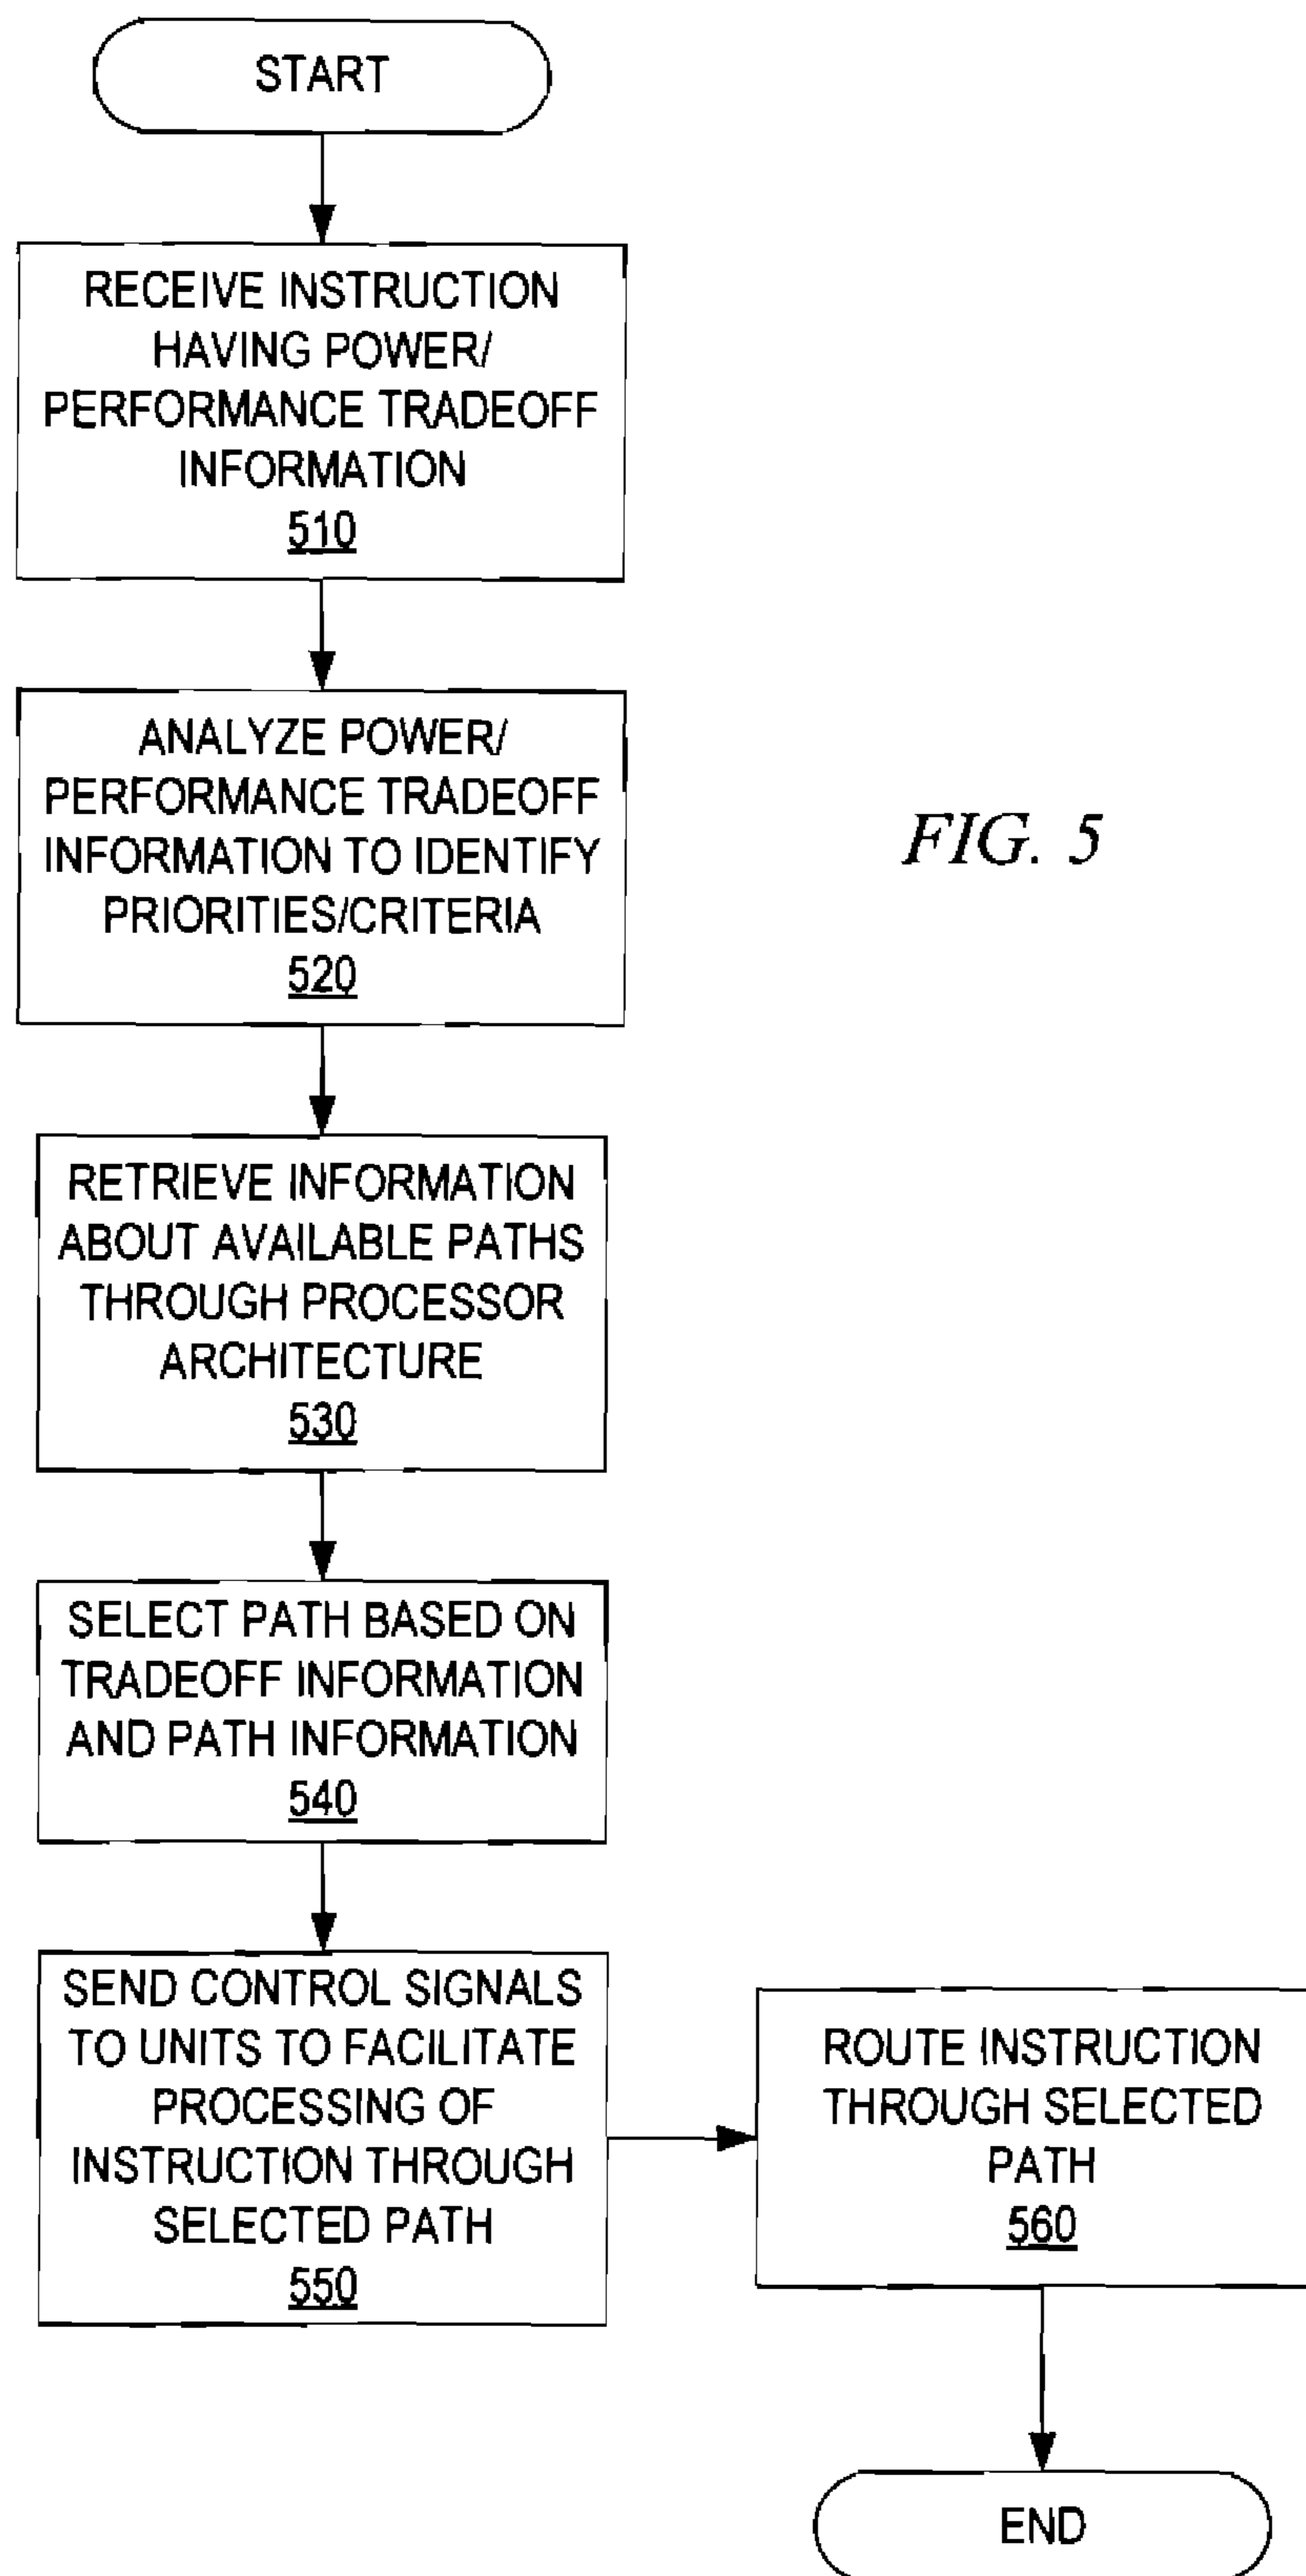 START
RECEIVE INSTRUCTION
HAVING POWER/
PERFORMANCE TRADEOFF
INFORMATION
510
ANALYZE POWER/
PERFORMANCE TRADEOFF
INFORMATION TO IDENTIFY
PRIORITIES/CRITERIA
520
FIG. 5
RETRIEVE INFORMATION
ABOUT AVAILABLE PATHS
THROUGH PROCESSOR
ARCHITECTURE
530
SELECT PATH BASED ON
TRADEOFF INFORMATION
AND PATH INFORMATION
540
SEND CONTROL SIGNALS
TO UNITS TO FACILITATE
PROCESSING OF
INSTRUCTION THROUGH
SELECTED PATH
550
ROUTE INSTRUCTION
THROUGH SELECTED
PATH
560
END